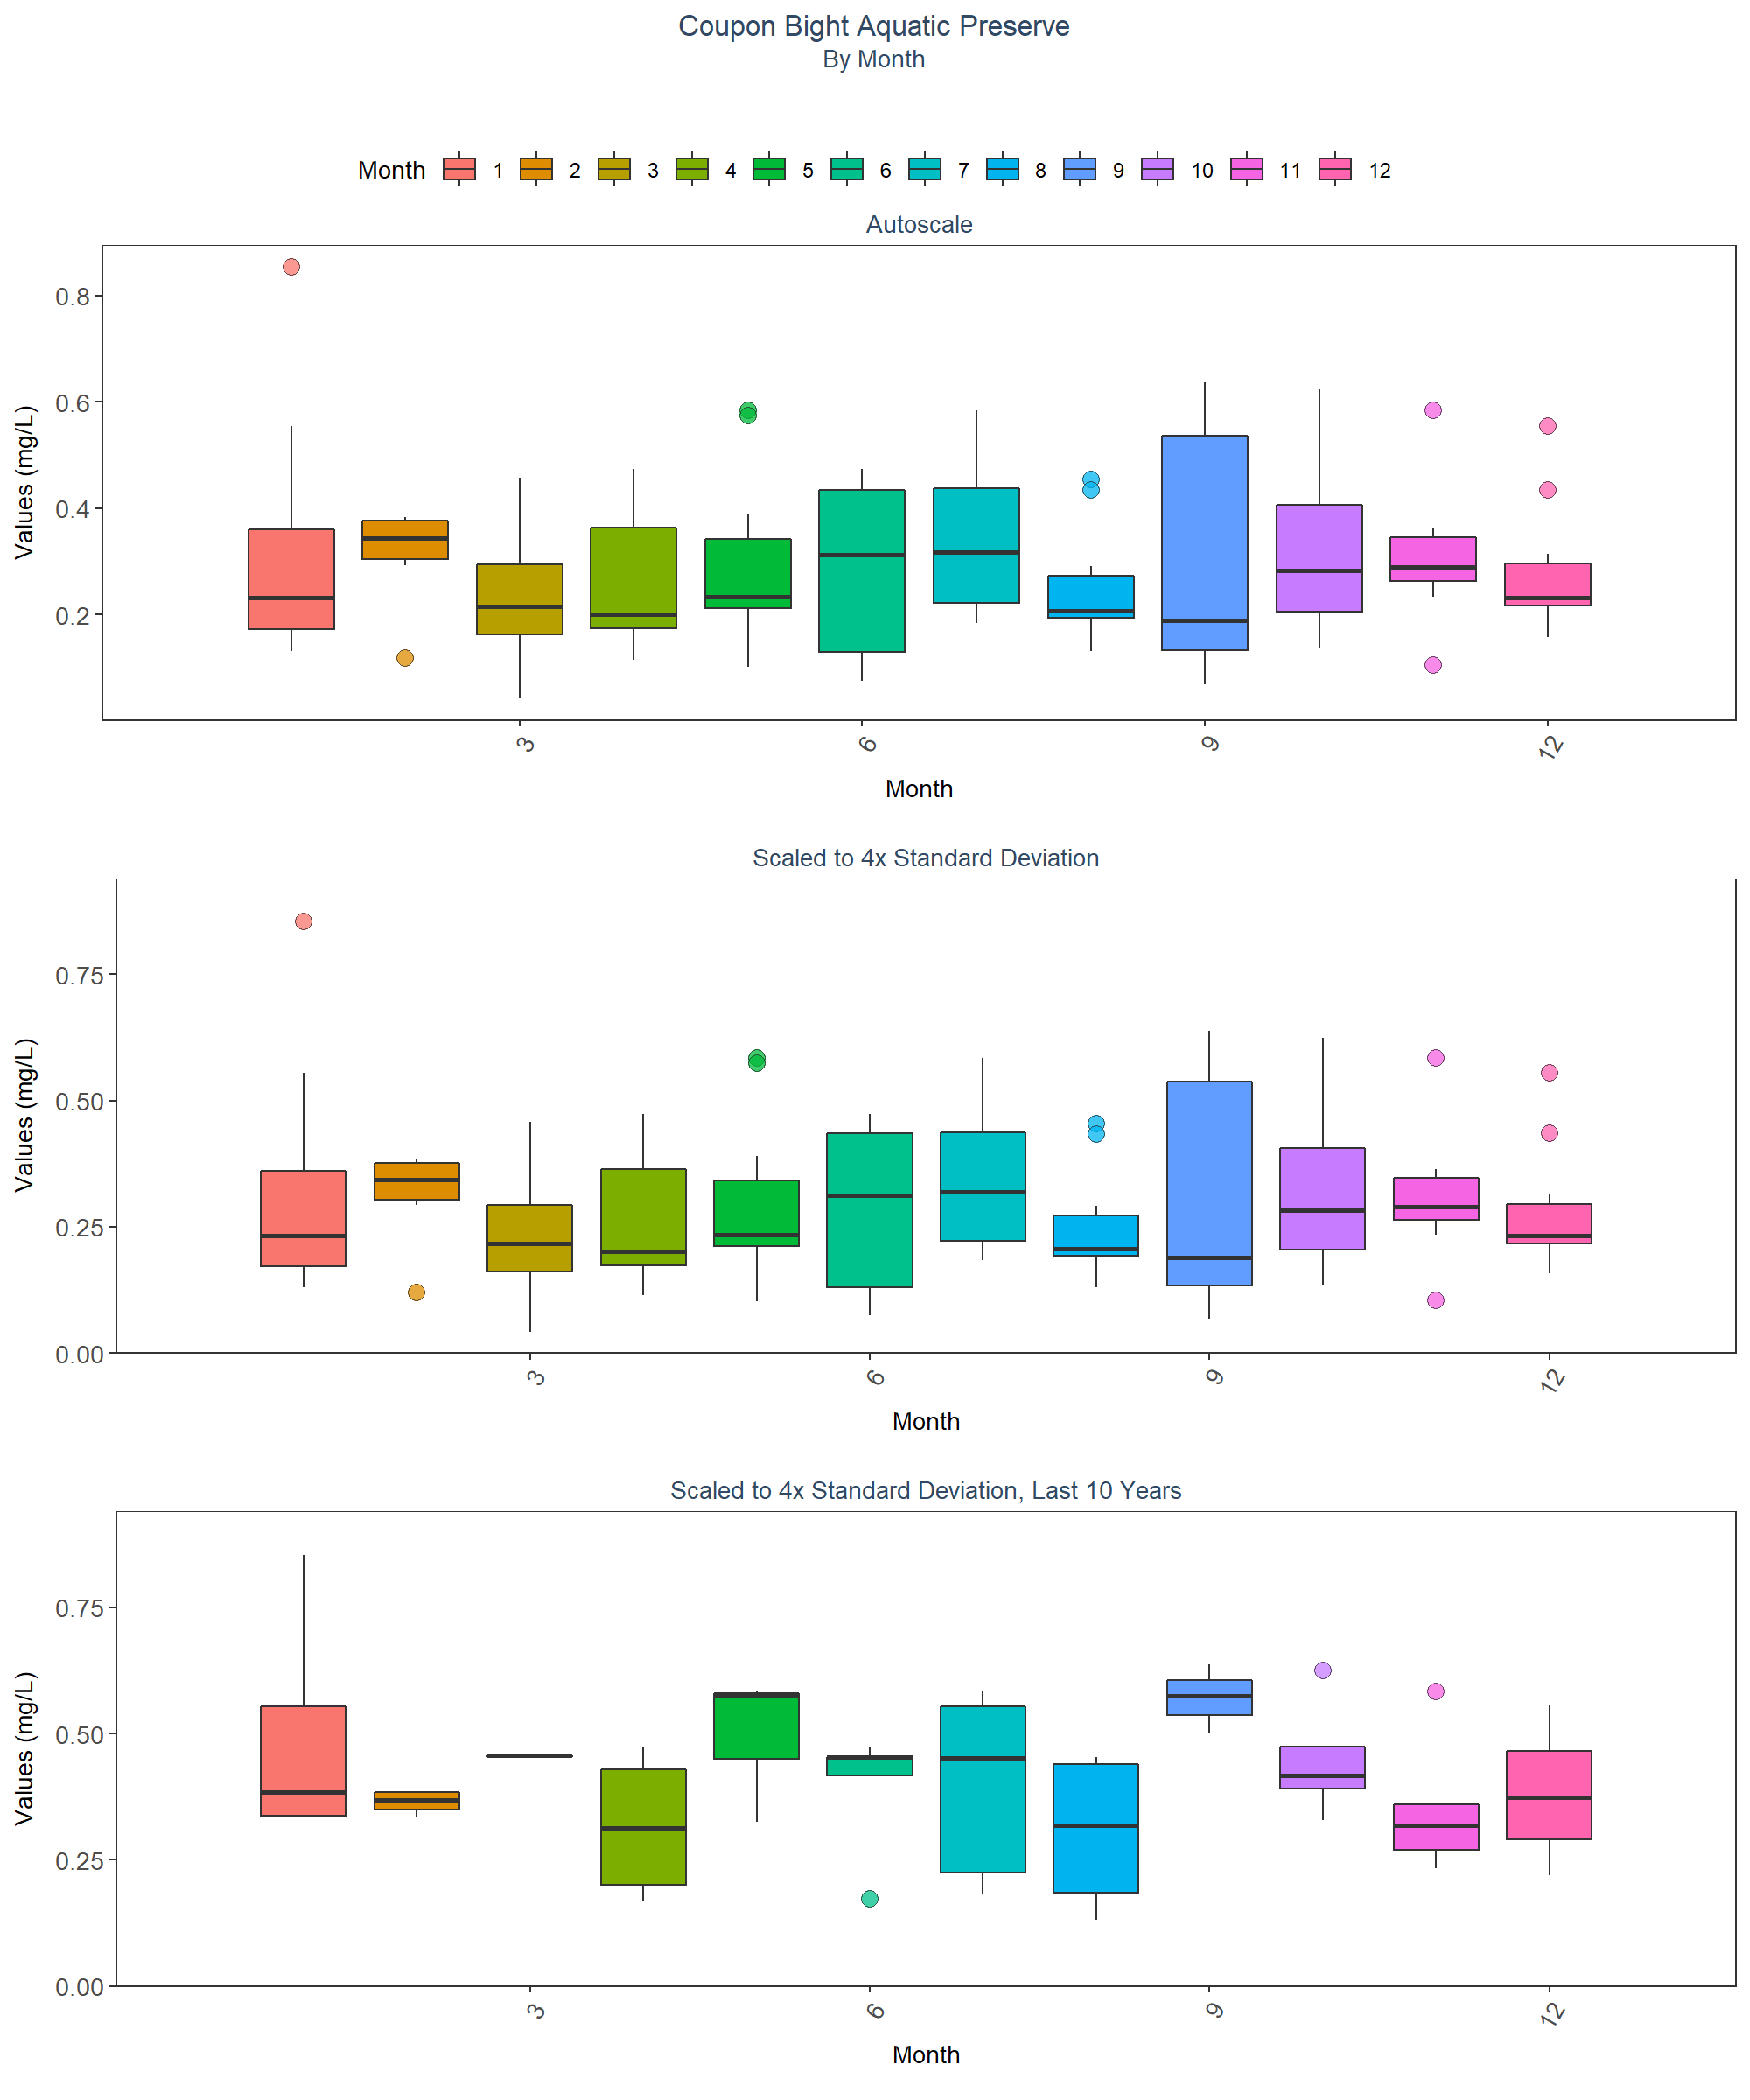 Coupon Bight Aquatic Preserve
By Month
Month 1 2 3 4 5 6 7 8 9 10 11 12
Autoscale
Values (mg/L)
0.8
0.6
0.4
0.2
3 6 9 12
Month
Scaled to 4x Standard Deviation
Values (mg/L)
0.75
0.50
0.25
0.00
3 6 9 12
Month
Scaled to 4x Standard Deviation, Last 10 Years
Values (mg/L)
0.75
0.50
0.25
0.00
3 6 9 12
Month